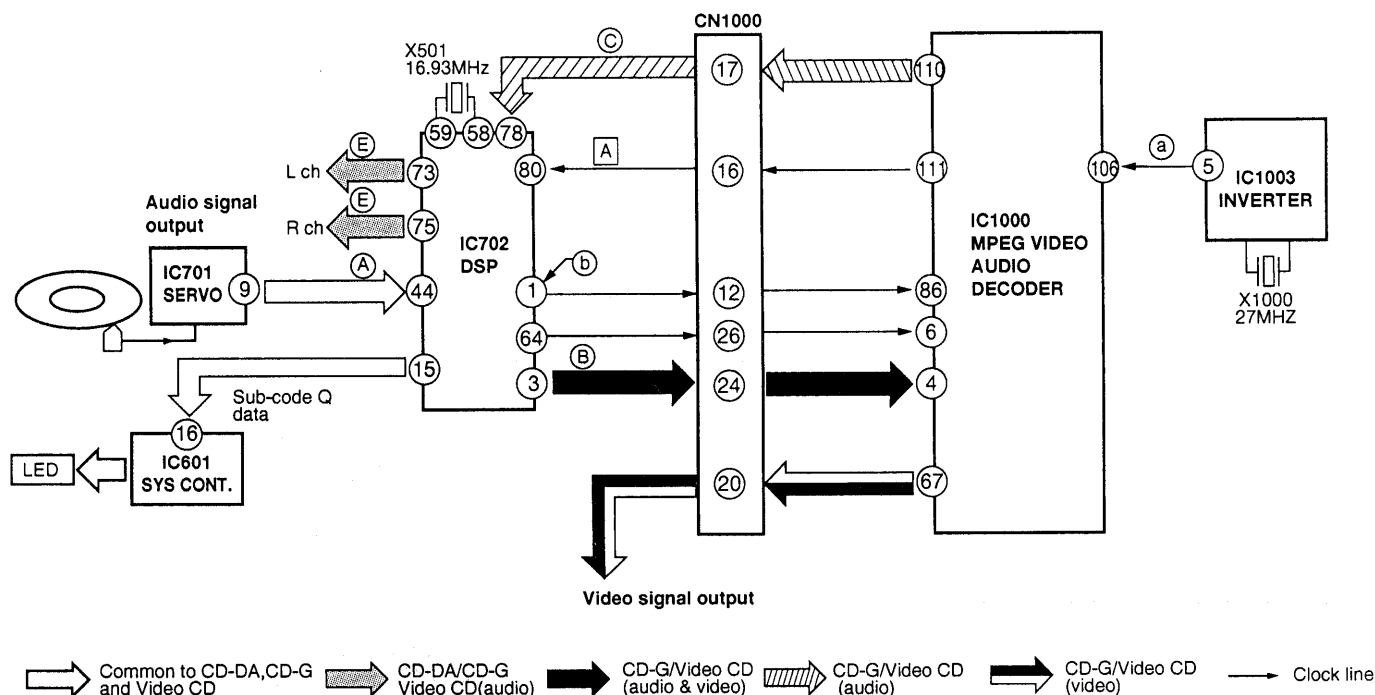 CN1000
X501
16.93MHz
C
17
110
59
58
78
L ch
E
73
80
A
16
111
106
a
5
IC1003
INVERTER
X1000
27MHZ
Audio signal
output
R ch
E
75
IC702
DSP
IC1000
MPEG VIDEO
AUDIO
DECODER
IC701
SERVO
9
A
44
b
1
12
86
64
26
6
15
B
3
24
4
Sub-code Q
data
16
IC601
SYS CONT.
LED
20
67
Video signal output
Common to CD-DA,CD-G
and Video CD
CD-DA/CD-G
Video CD(audio)
CD-G/Video CD
(audio & video)
CD-G/Video CD
(audio)
CD-G/Video CD
(video)
Clock line